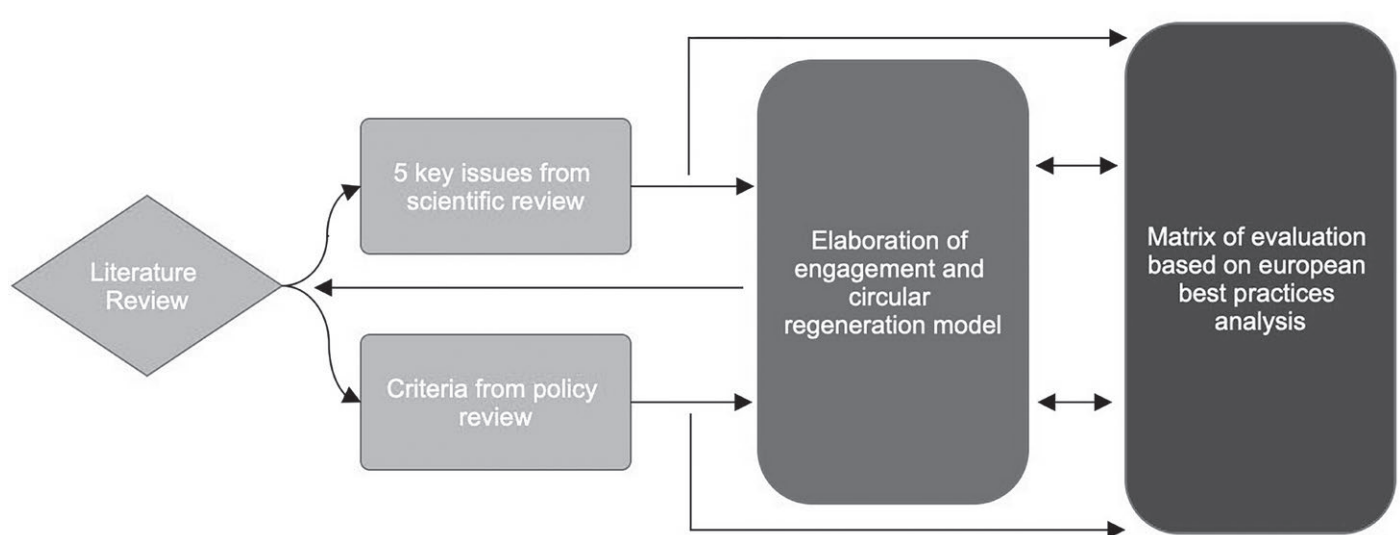 Literature
Review
5 key issues from
scientific review
Criteria from policy
review
Elaboration of
engagement and
circular
regeneration model
Matrix of evaluation
based on european
best practices
analysis